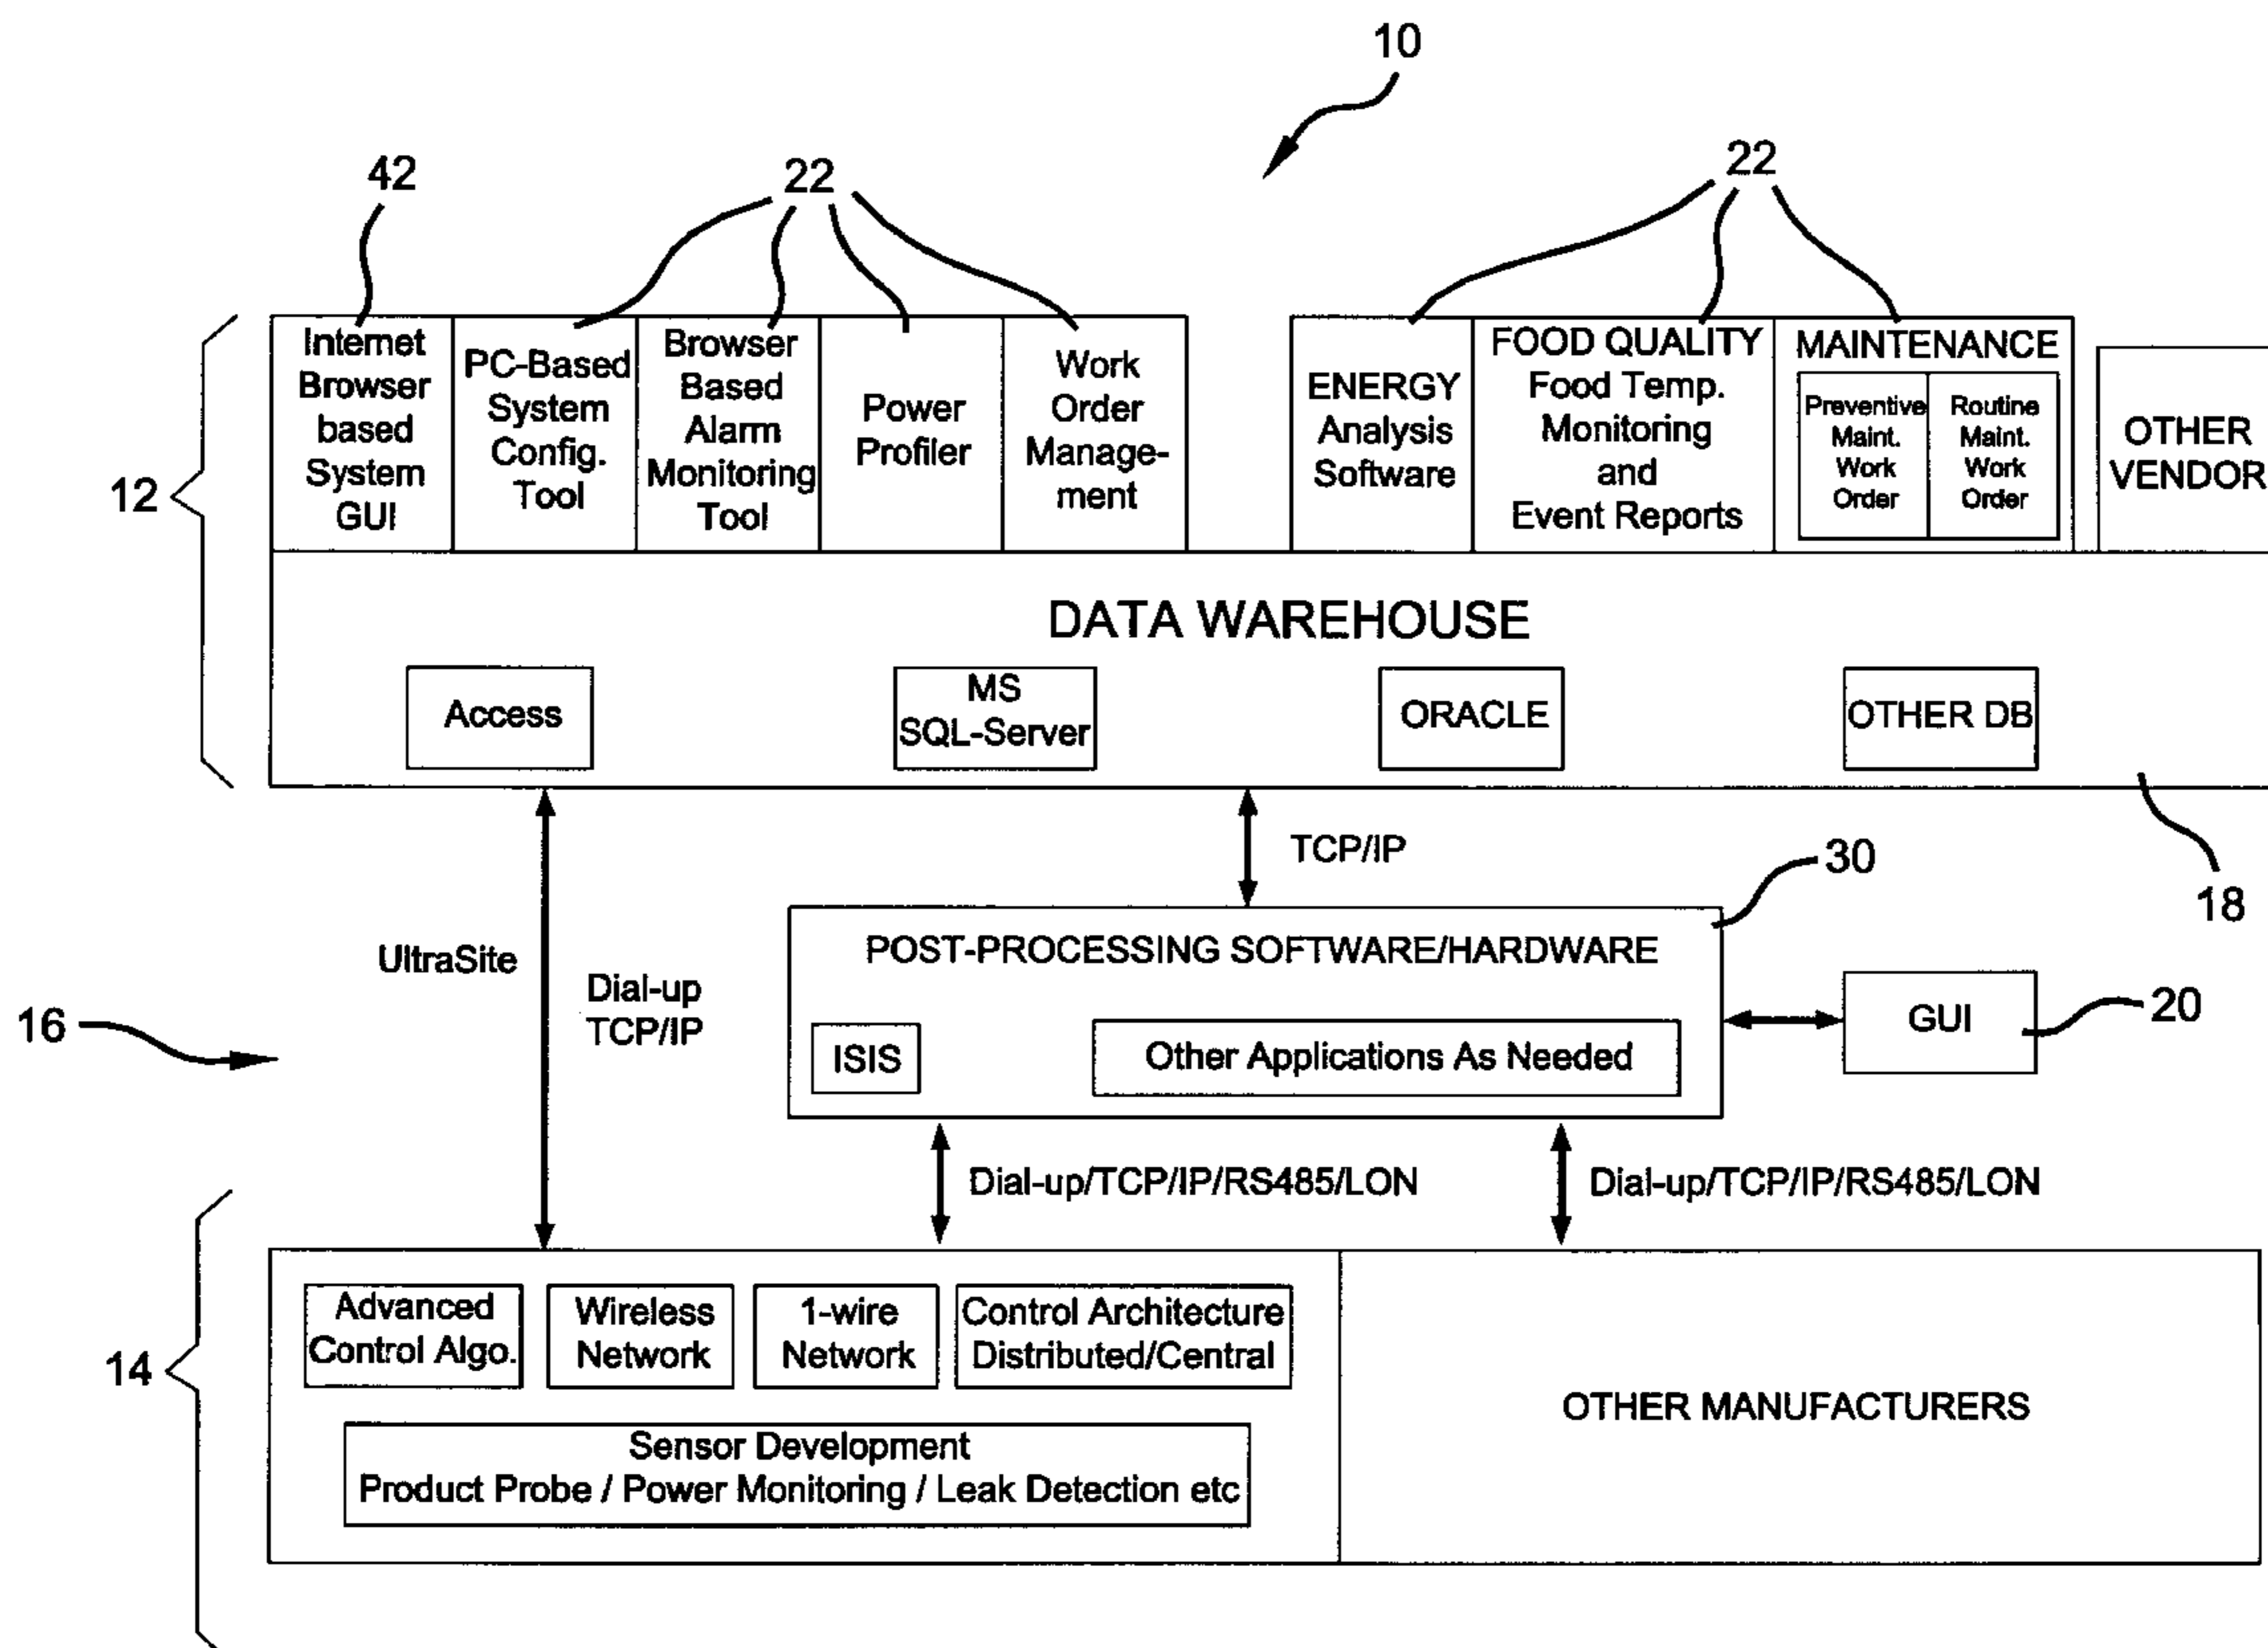 10
42
22
22
12
Internet
Browser
based
System
GUI
PC-Based
System
Config.
Tool
Browser
Based
Alarm
Monitoring
Tool
Power
Profiler
Work
Order
Manage-
ment
ENERGY
Analysis
Software
FOOD QUALITY
Food Temp.
Monitoring
and
Event Reports
MAINTENANCE
Preventive
Maint.
Work
Order
Routine
Maint.
Work
Order
OTHER
VENDOR
DATA WAREHOUSE
Access
MS
SQL-Server
ORACLE
OTHER DB
18
TCP/IP
30
UltraSite
Dial-up
TCP/IP
16
POST-PROCESSING SOFTWARE/HARDWARE
ISIS
Other Applications As Needed
GUI
20
Dial-up/TCP/IP/RS485/LON
Dial-up/TCP/IP/RS485/LON
14
Advanced
Control Algo.
Wireless
Network
1-wire
Network
Control Architecture
Distributed/Central
Sensor Development
Product Probe / Power Monitoring / Leak Detection etc
OTHER MANUFACTURERS